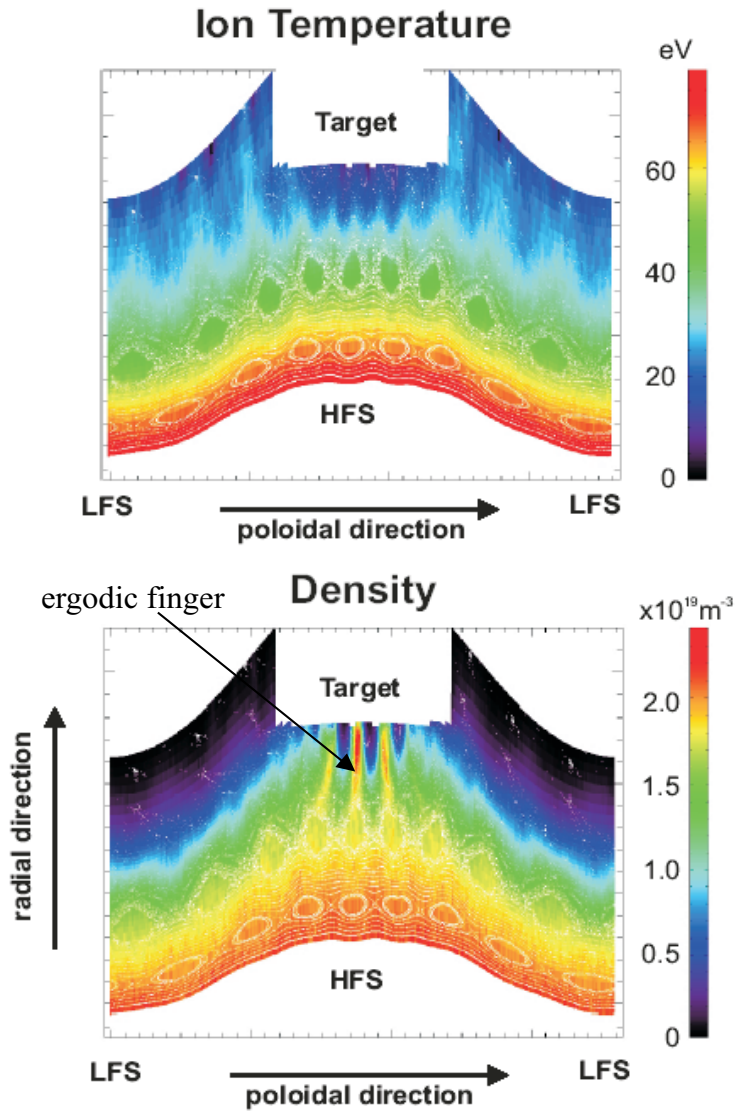 Ion Temperature
eV
Target
60
40
20
HFS
0
LFS
LFS
poloidal direction
Density
ergodic finger
x10¹⁹m⁻³
Target
2.0
1.5
radial direction
1.0
0.5
HFS
0
LFS
LFS
poloidal direction